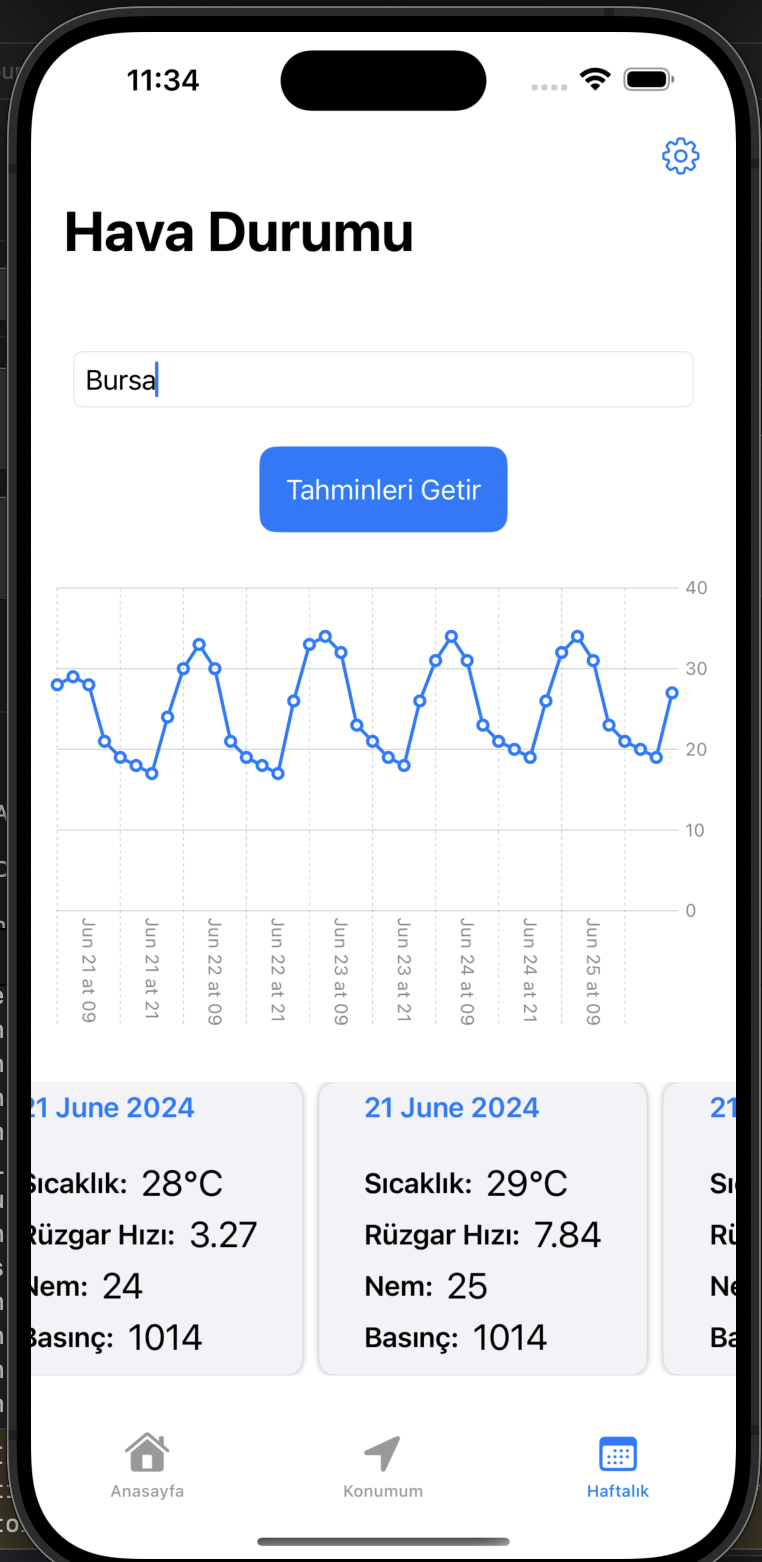 11:34
Hava Durumu
Bursa
Tahminleri Getir
40
30
20
10
0
Jun 21 at 09
Jun 21 at 21
Jun 22 at 09
Jun 22 at 21
Jun 23 at 09
Jun 23 at 21
Jun 24 at 09
Jun 24 at 21
Jun 25 at 09
21 June 2024
Sıcaklık: 28°C
Rüzgar Hızı: 3.27
Nem: 24
Basınç: 1014
21 June 2024
Sıcaklık: 29°C
Rüzgar Hızı: 7.84
Nem: 25
Basınç: 1014
21
Anasayfa
Konumum
Haftalık